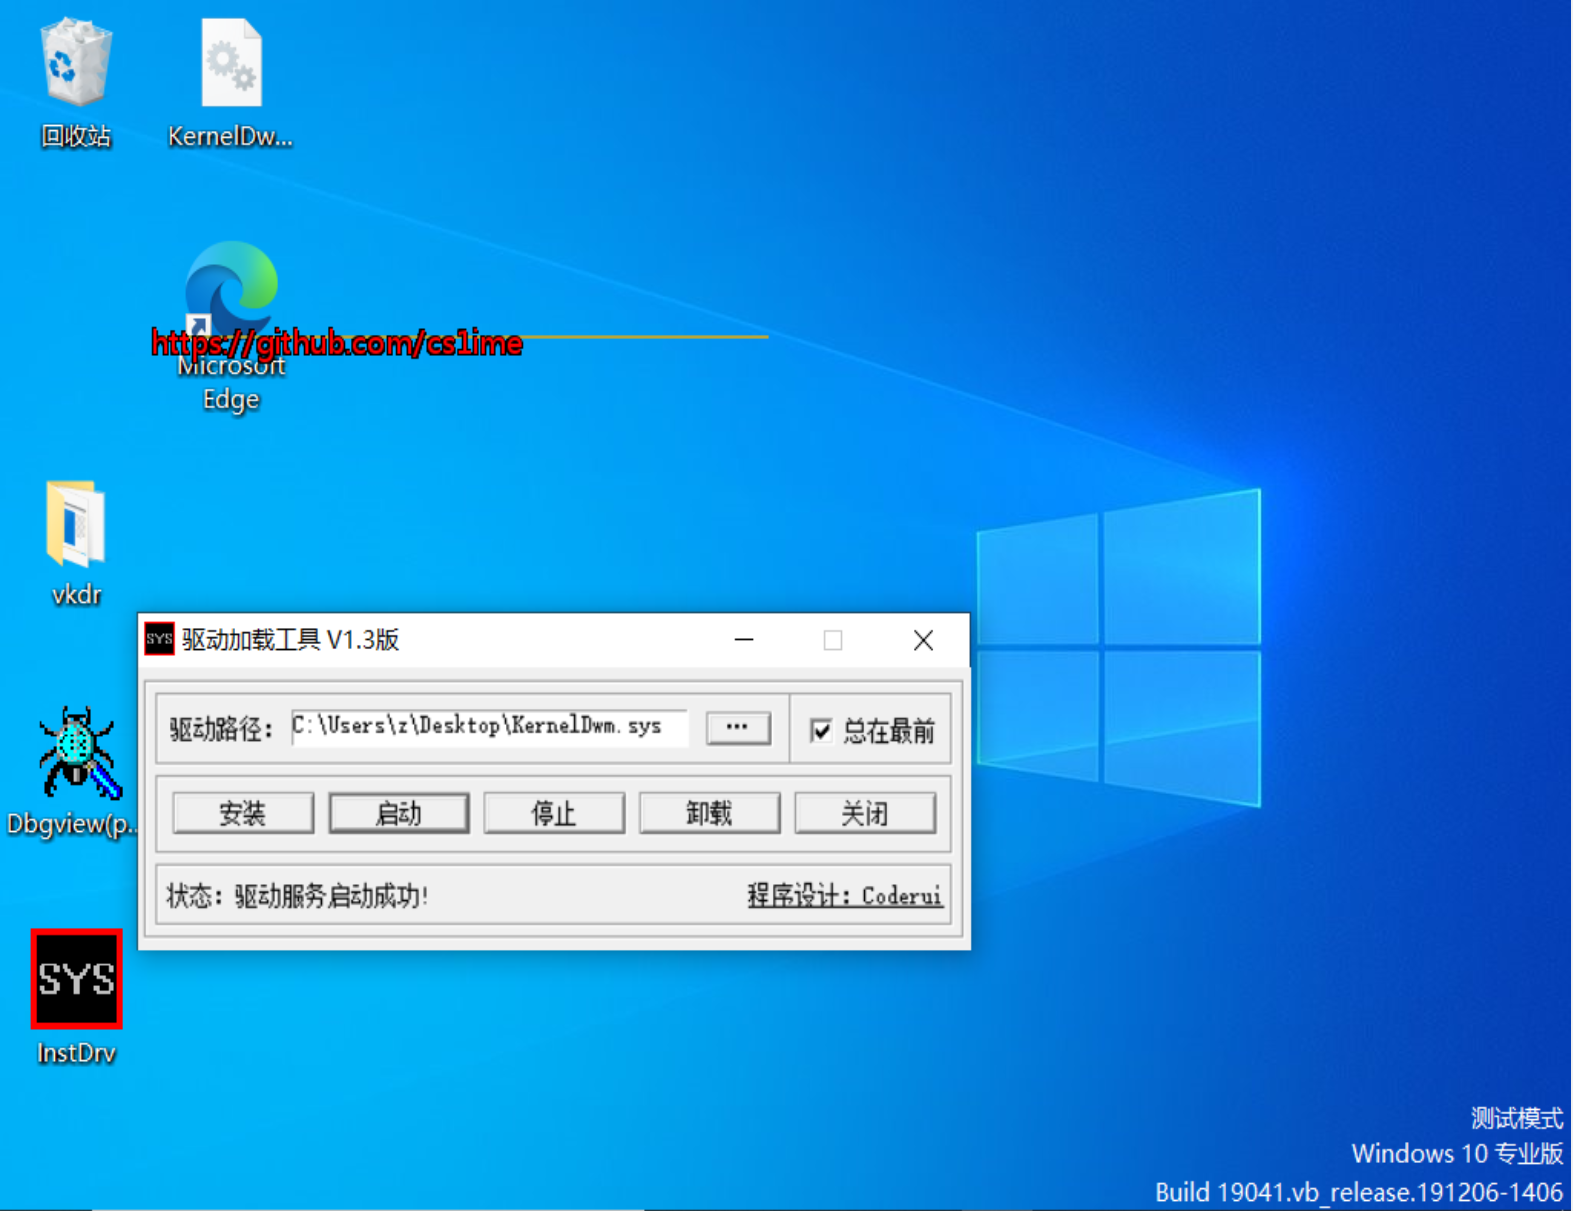 回收站
KernelDw...
https://github.com/cs1ime
Microsoft
Edge
vkdr
SYS 驱动加载工具 V1.3版
驱动路径： C:\Users\z\Desktop\KernelDwm.sys ... 总在最前
安装 启动 停止 卸载 关闭
状态：驱动服务启动成功! 程序设计：Coderui
Dbgview(p...
SYS
InstDrv
测试模式
Windows 10 专业版
Build 19041.vb_release.191206-1406